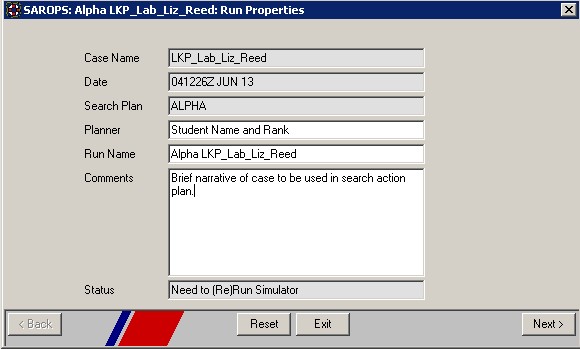 SAROPS: Alpha LKP_Lab_Liz_Reed: Run Properties
Case Name LKP_Lab_Liz_Reed
Date 041226Z JUN 13
Search Plan ALPHA
Planner Student Name and Rank
Run Name Alpha LKP_Lab_Liz_Reed
Comments Brief narrative of case to be used in search action
plan.
Status Need to (Re)Run Simulator
< Back Reset Exit Next >